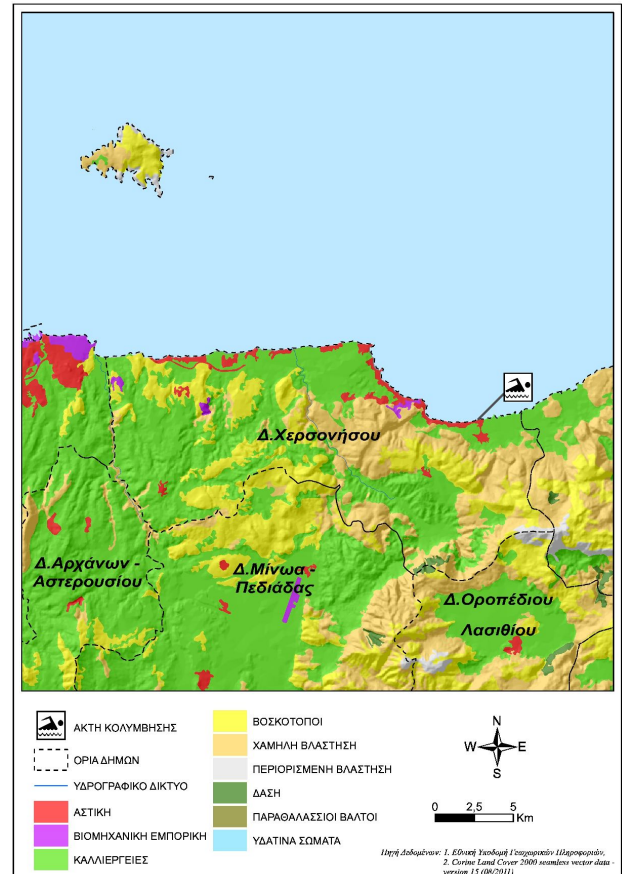 Δ.Χερσονήσου
Δ.Αρχάνων -
Αστερουσίου
Δ.Μίνωα -
Πεδιάδας
Δ.Οροπέδιου
Λασιθίου
ΑΚΤΗ ΚΟΛΥΜΒΗΣΗΣ
ΟΡΙΑ ΔΗΜΩΝ
ΥΔΡΟΓΡΑΦΙΚΟ ΔΙΚΤΥΟ
ΑΣΤΙΚΗ
ΒΙΟΜΗΧΑΝΙΚΗ ΕΜΠΟΡΙΚΗ
ΚΑΛΛΙΕΡΓΕΙΕΣ
ΒΟΣΚΟΤΟΠΟΙ
ΧΑΜΗΛΗ ΒΛΑΣΤΗΣΗ
ΠΕΡΙΟΡΙΣΜΕΝΗ ΒΛΑΣΤΗΣΗ
ΔΑΣΗ
ΠΑΡΑΘΑΛΑΣΣΙΟΙ ΒΑΛΤΟΙ
ΥΔΑΤΙΝΑ ΣΩΜΑΤΑ
N
W E
S
0 2,5 5
Km
Πηγή Δεδομένων: 1. Εθνική Υποδομή Γεωχωρικών Πληροφοριών,
2. Corine Land Cover 2000 seamless vector data -
version 15 (08/2011)